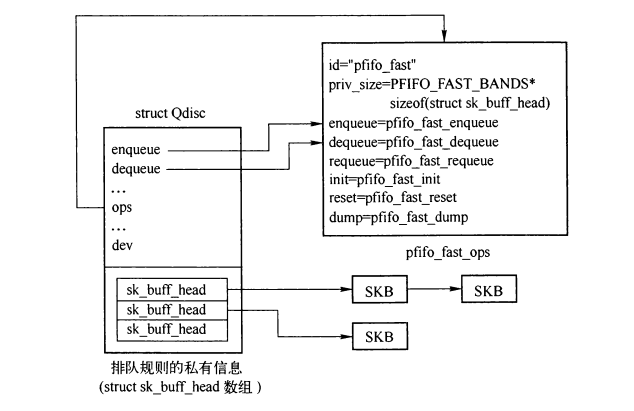 id="pfifo_fast"
priv_size=PFIFO_FAST_BANDS*
sizeof(struct sk_buff_head)
enqueue=pfifo_fast_enqueue
dequeue=pfifo_fast_dequeue
requeue=pfifo_fast_requeue
init=pfifo_fast_init
reset=pfifo_fast_reset
dump=pfifo_fast_dump
pfifo_fast_ops
struct Qdisc
enqueue
dequeue
…
ops
…
dev
sk_buff_head
sk_buff_head
sk_buff_head
SKB
SKB
SKB
排队规则的私有信息
(struct sk_buff_head 数组)